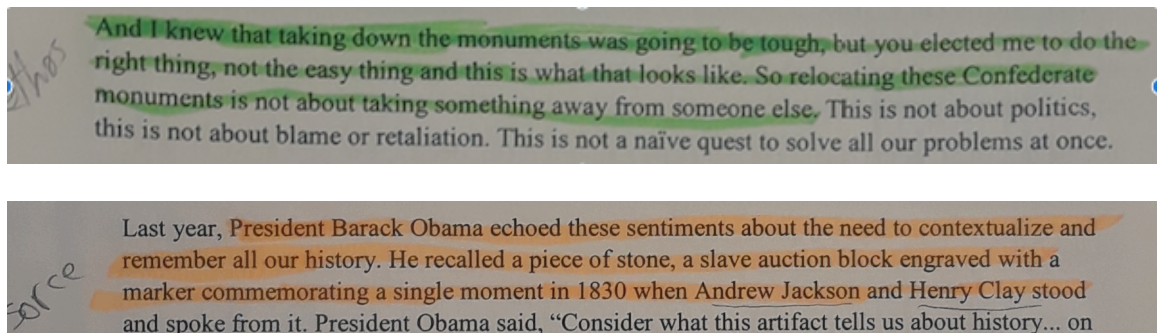 And I knew that taking down the monuments was going to be tough, but you elected me to do the
ethos
right thing, not the easy thing and this is what that looks like. So relocating these Confederate
monuments is not about taking something away from someone else. This is not about politics,
this is not about blame or retaliation. This is not a naïve quest to solve all our problems at once.
Last year, President Barack Obama echoed these sentiments about the need to contextualize and
remember all our history. He recalled a piece of stone, a slave auction block engraved with a
marker commemorating a single moment in 1830 when Andrew Jackson and Henry Clay stood
and spoke from it. President Obama said, “Consider what this artifact tells us about history... on